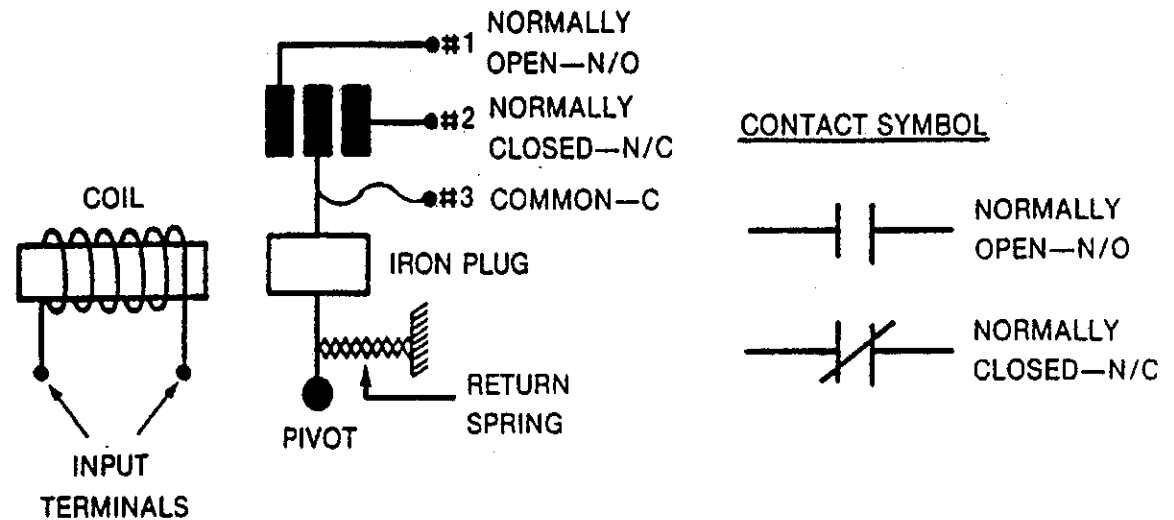 #1 NORMALLY
OPEN—N/O
#2 NORMALLY
CLOSED—N/C
#3 COMMON—C
COIL
IRON PLUG
RETURN
SPRING
PIVOT
INPUT
TERMINALS
CONTACT SYMBOL
NORMALLY
OPEN—N/O
NORMALLY
CLOSED—N/C